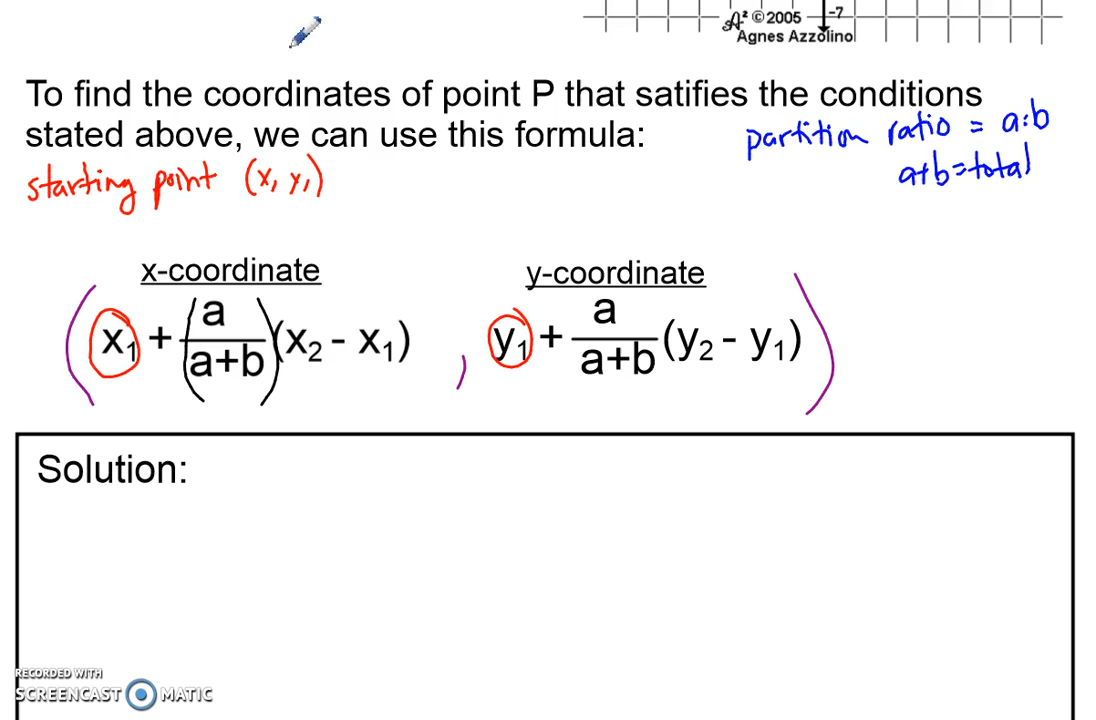 -7
A² ©2005
Agnes Azzolino
To find the coordinates of point P that satifies the conditions
stated above, we can use this formula:
partition ratio = a:b
a+b=total
starting point (x₁ y₁)
x-coordinate
y-coordinate
(x₁ + (a/(a+b))(x₂ - x₁) , y₁ + a/(a+b) (y₂ - y₁))
Solution:
RECORDED WITH
SCREENCAST MATIC